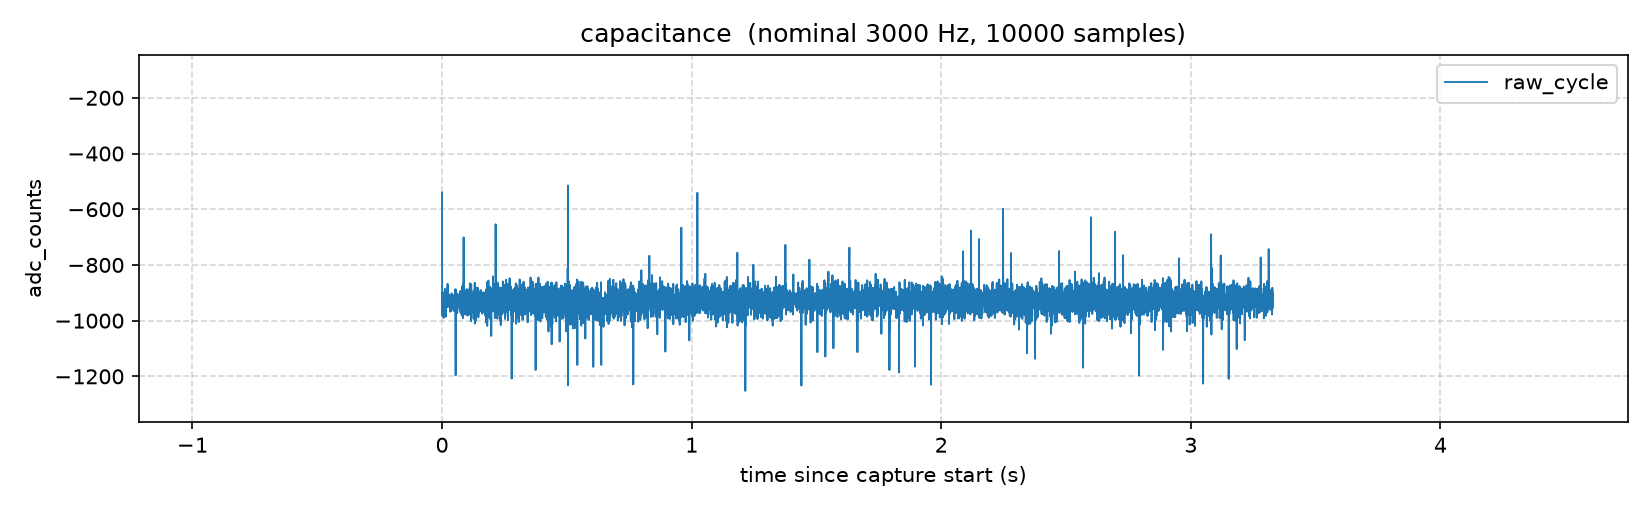 capacitance  (nominal 3000 Hz, 10000 samples)
raw_cycle
adc_counts
−200
−400
−600
−800
−1000
−1200
−1 0 1 2 3 4
time since capture start (s)